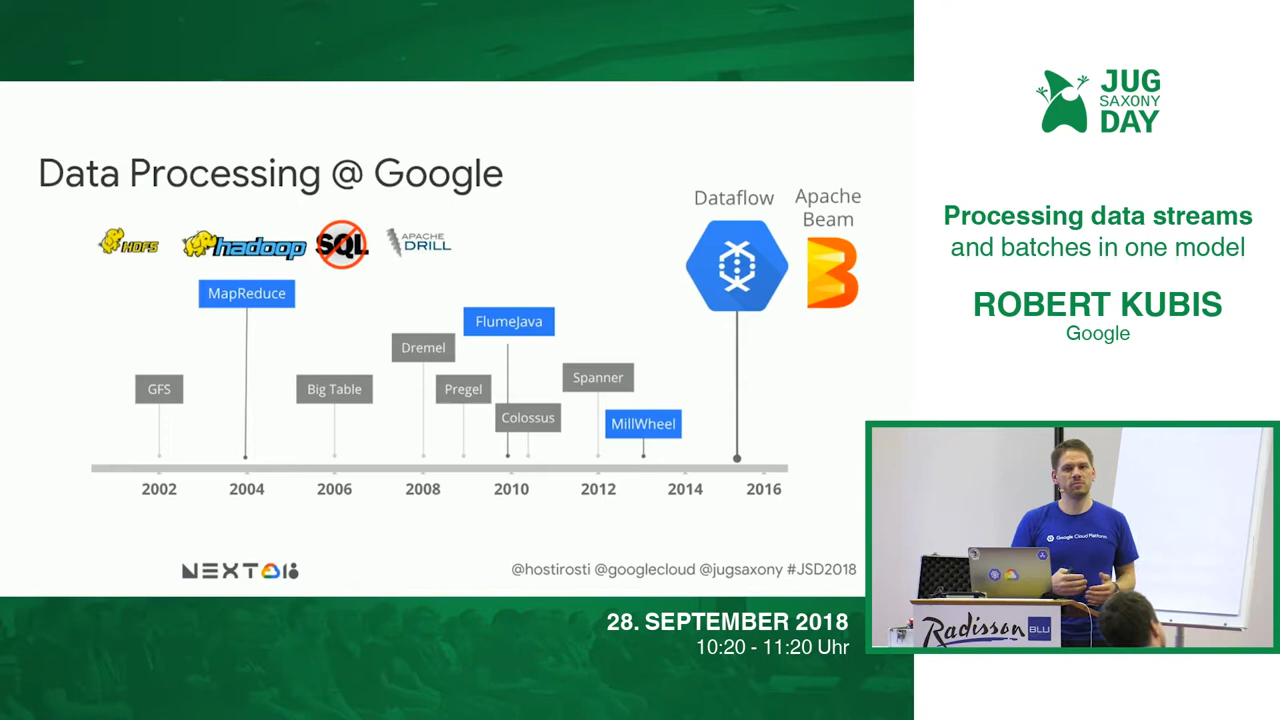 Data Processing @ Google
HDFS
hadoop
SQL
APACHE
DRILL
Dataflow
Apache
Beam
MapReduce
FlumeJava
Dremel
GFS
Big Table
Pregel
Spanner
Colossus
MillWheel
2002
2004
2006
2008
2010
2012
2014
2016
NEXT018
@hostirosti @googlecloud @jugsaxony #JSD2018
28. SEPTEMBER 2018
10:20 - 11:20 Uhr
JUG
SAXONY
DAY
Processing data streams
and batches in one model
ROBERT KUBIS
Google
Google Cloud Platform
Radisson BLU